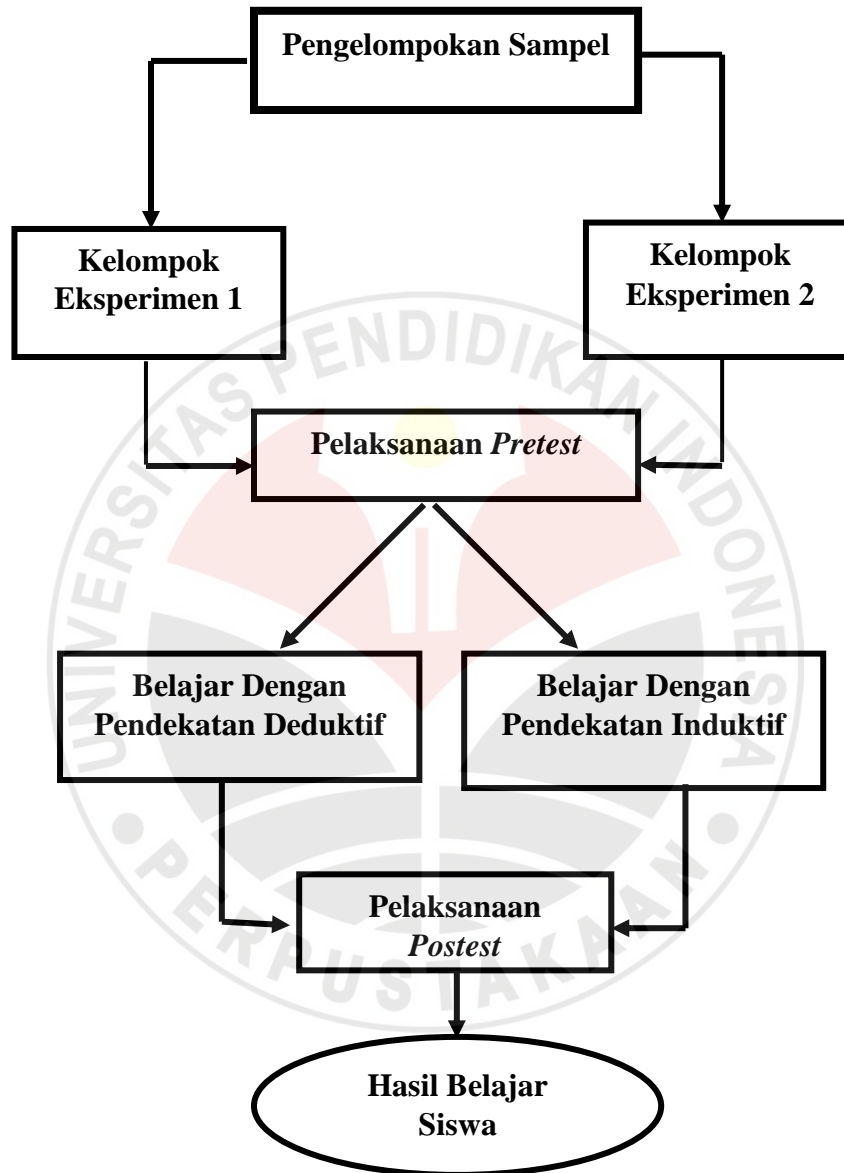 Pengelompokan Sampel
Kelompok
Eksperimen 1
Kelompok
Eksperimen 2
Pelaksanaan Pretest
Belajar Dengan
Pendekatan Deduktif
Belajar Dengan
Pendekatan Induktif
Pelaksanaan
Postest
Hasil Belajar
Siswa
UNIVERSITAS PENDIDIKAN INDONESIA
PERPUSTAKAAN